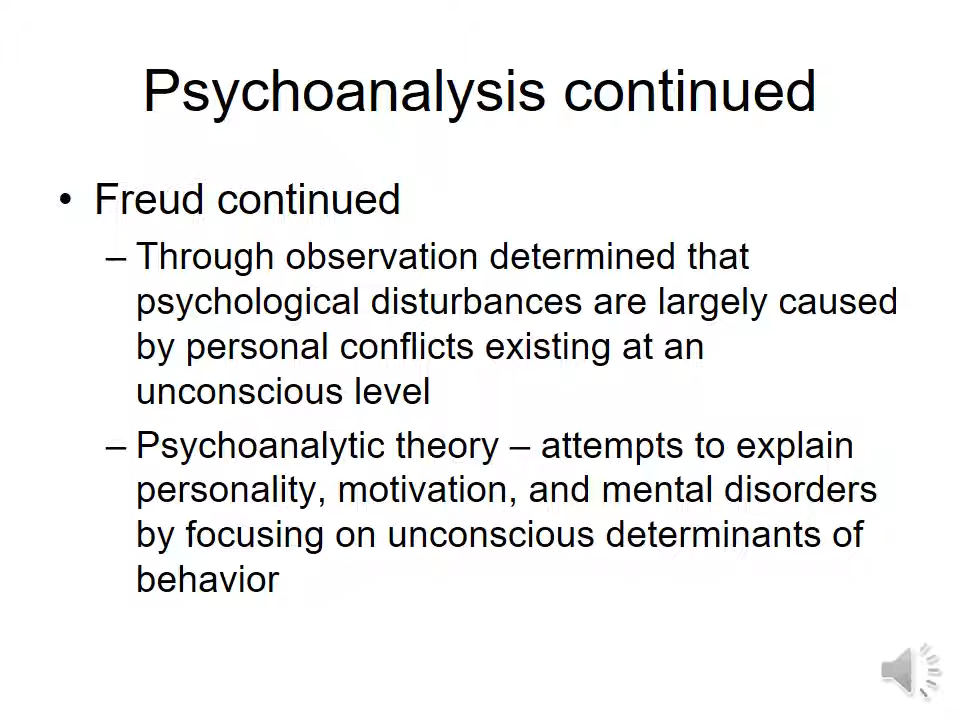 Psychoanalysis continued
• Freud continued
– Through observation determined that
psychological disturbances are largely caused
by personal conflicts existing at an
unconscious level
– Psychoanalytic theory – attempts to explain
personality, motivation, and mental disorders
by focusing on unconscious determinants of
behavior